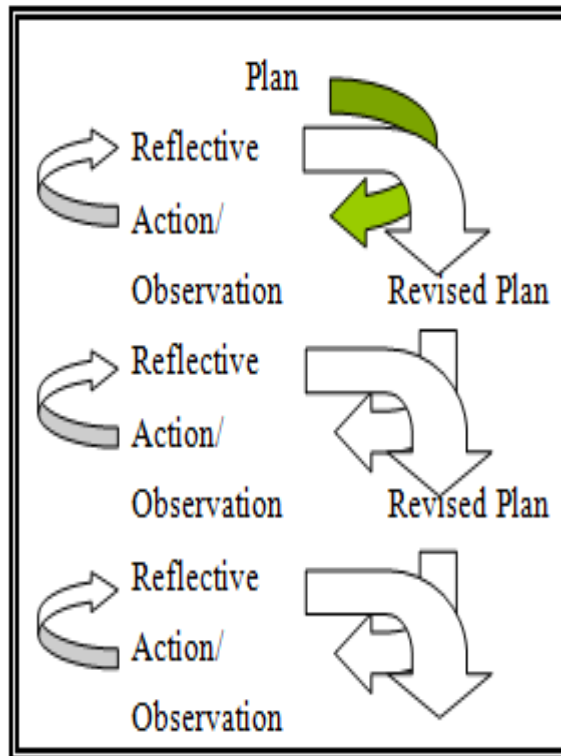 Plan
Reflective
Action/
Observation
Revised Plan
Reflective
Action/
Observation
Revised Plan
Reflective
Action/
Observation